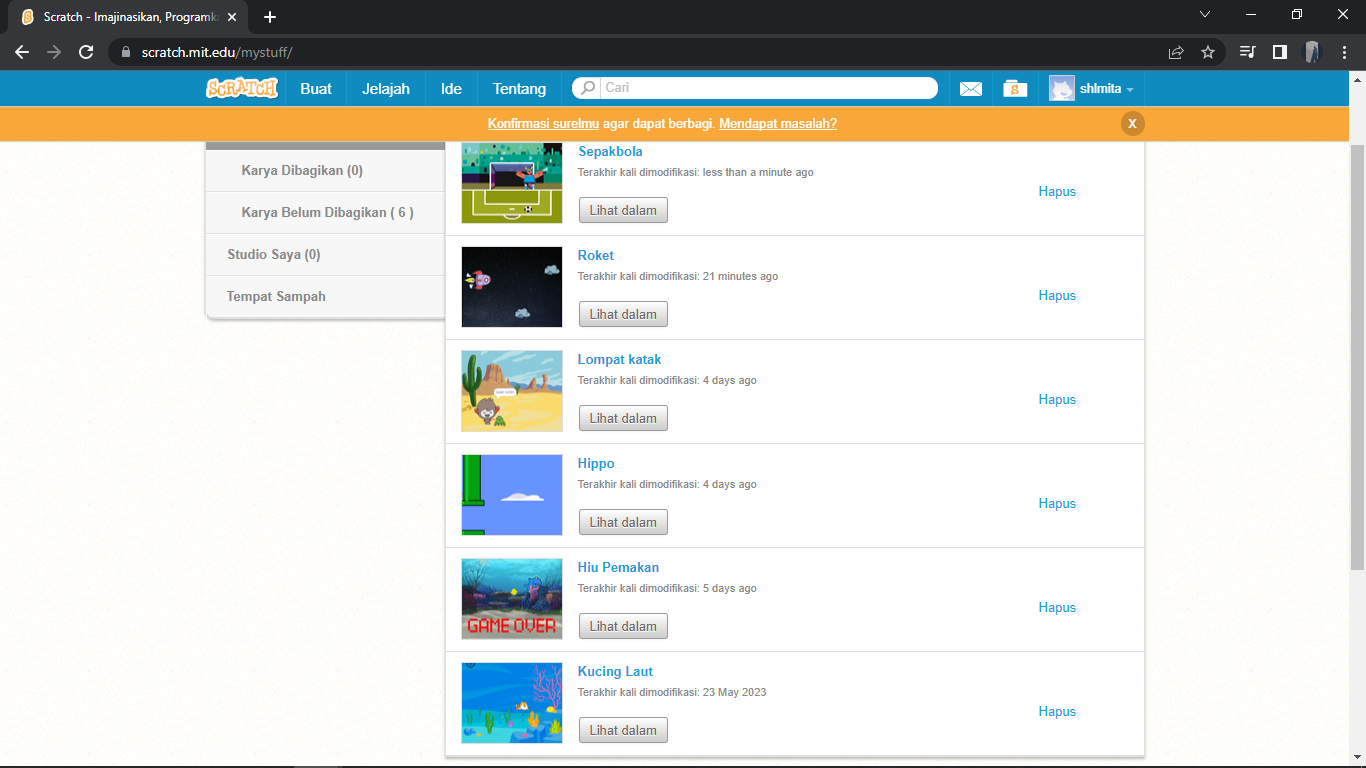 Scratch - Imajinasikan, Programk
scratch.mit.edu/mystuff/
SCRATCH
Buat
Jelajah
Ide
Tentang
Cari
shlmita
Konfirmasi surelmu agar dapat berbagi. Mendapat masalah?
X
Karya Dibagikan (0)
Karya Belum Dibagikan ( 6 )
Studio Saya (0)
Tempat Sampah
Sepakbola
Terakhir kali dimodifikasi: less than a minute ago
Lihat dalam
Hapus
Roket
Terakhir kali dimodifikasi: 21 minutes ago
Lihat dalam
Hapus
Lompat katak
Terakhir kali dimodifikasi: 4 days ago
Lihat dalam
Hapus
Hippo
Terakhir kali dimodifikasi: 4 days ago
Lihat dalam
Hapus
GAME OVER
Hiu Pemakan
Terakhir kali dimodifikasi: 5 days ago
Lihat dalam
Hapus
Kucing Laut
Terakhir kali dimodifikasi: 23 May 2023
Lihat dalam
Hapus